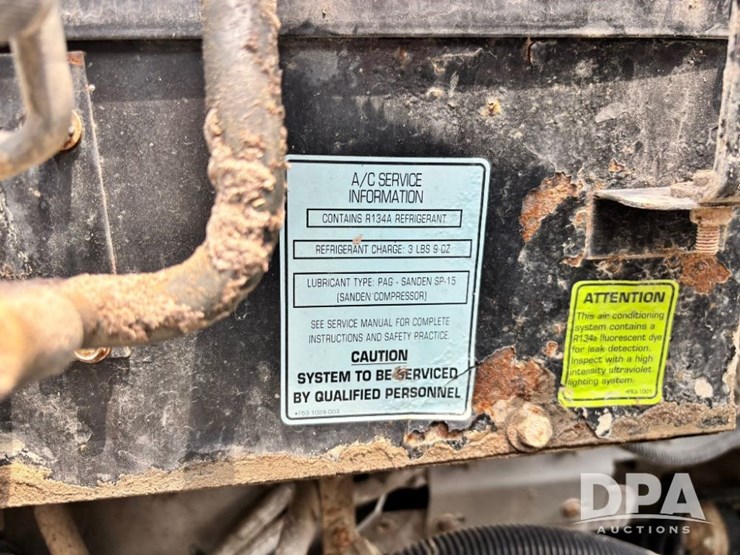 A/C SERVICE
INFORMATION
CONTAINS R134A REFRIGERANT
REFRIGERANT CHARGE: 3 LBS 9 OZ
LUBRICANT TYPE: PAG - SANDEN SP-15
(SANDEN COMPRESSOR)
SEE SERVICE MANUAL FOR COMPLETE
INSTRUCTIONS AND SAFETY PRACTICE.
CAUTION
SYSTEM TO BE SERVICED
BY QUALIFIED PERSONNEL
ATTENTION
This air conditioning
system contains a
R134a fluorescent dye
for leak detection.
Inspect with a high
intensity ultraviolet
lighting system.
DPA
AUCTIONS